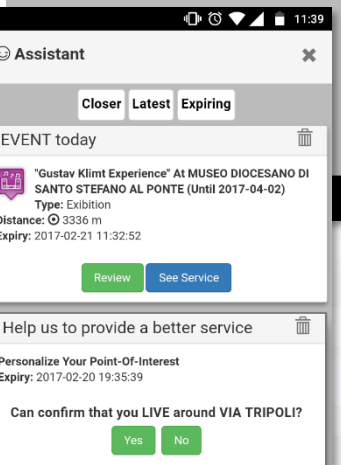 11:39
Assistant
Closer Latest Expiring
EVENT today
"Gustav Klimt Experience" At MUSEO DIOCESANO DI
SANTO STEFANO AL PONTE (Until 2017-04-02)
Type: Exibition
Distance: 3336 m
Expiry: 2017-02-21 11:32:52
Review See Service
Help us to provide a better service
Personalize Your Point-Of-Interest
Expiry: 2017-02-20 19:35:39
Can confirm that you LIVE around VIA TRIPOLI?
Yes No